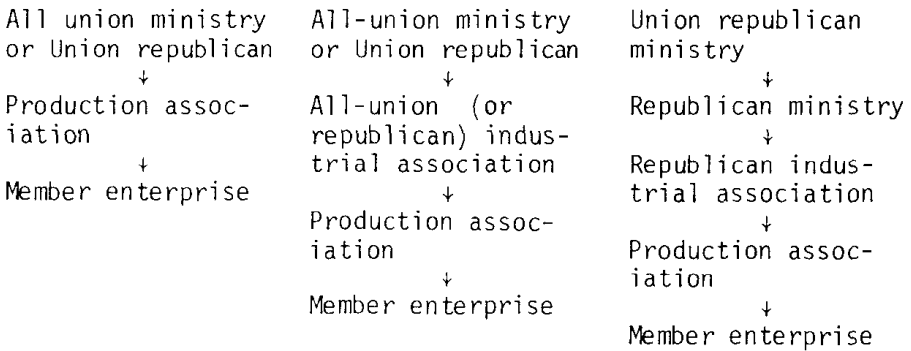 All union ministry
or Union republican
↓
Production assoc-
iation
↓
Member enterprise
All-union ministry
or Union republican
↓
All-union (or
republican) indus-
trial association
↓
Production assoc-
iation
↓
Member enterprise
Union republican
ministry
↓
Republican ministry
↓
Republican indus-
trial association
↓
Production assoc-
iation
↓
Member enterprise